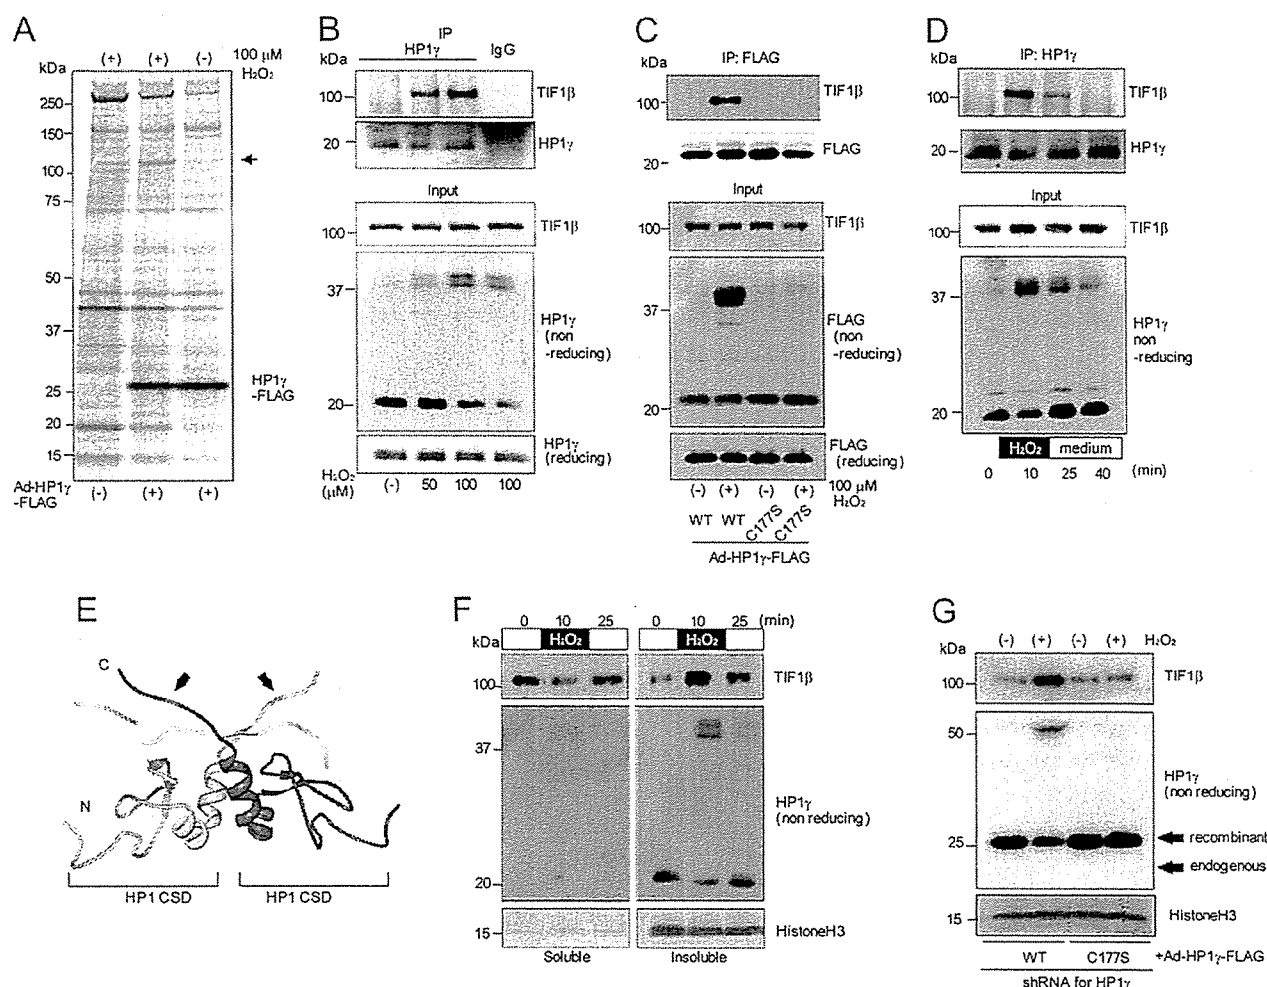 A
(+) (+) (-) 100 µM
H₂O₂
kDa
250
150
100
75
50
37
25
20
15
HP1γ
-FLAG
Ad-HP1γ
-FLAG
(-) (+) (+)
B
IP
HP1γ IgG
kDa
100
TIF1β
20
HP1γ
Input
100
TIF1β
37
HP1γ
(non
-reducing)
20
HP1γ
(reducing)
H₂O₂
(µM)
(-) 50 100 100
C
IP: FLAG
kDa
100
TIF1β
20
FLAG
Input
100
TIF1β
37
FLAG
(non
-reducing)
20
FLAG
(reducing)
(-) (+) (-) (+) 100 µM
H₂O₂
WT WT C177S C177S
Ad-HP1γ-FLAG
D
IP: HP1γ
kDa
100
TIF1β
20
HP1γ
Input
100
TIF1β
37
HP1γ
non
-reducing
20
H₂O₂ medium
0 10 25 40 (min)
E
C
N
HP1 CSD HP1 CSD
F
0 10 25 0 10 25 (min)
H₂O₂ H₂O₂
kDa
100
TIF1β
37
HP1γ
(non reducing)
20
15
HistoneH3
Soluble Insoluble
G
(-) (+) (-) (+) H₂O₂
kDa
100
TIF1β
50
HP1γ
(non reducing)
25
recombinant
endogenous
15
HistoneH3
WT C177S +Ad-HP1γ-FLAG
shRNA for HP1γ